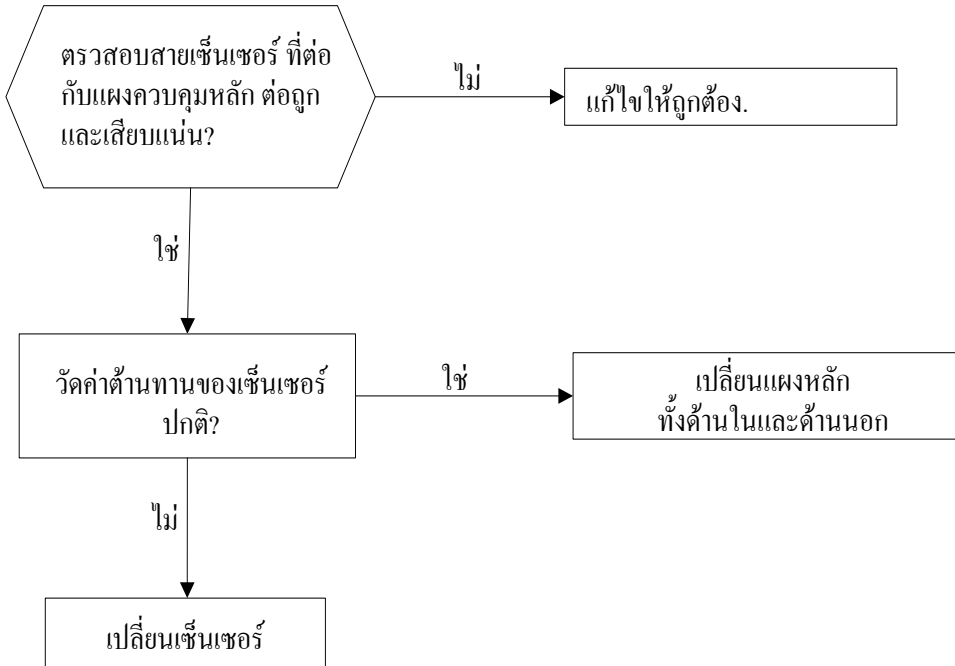 ตรวสอบสายเซ็นเซอร์ ที่ต่อ
กับแผงควบคุมหลัก ต่อถูก
และเสียบแน่น?
ไม่
แก้ไขให้ถูกต้อง.
ใช่
วัดค่าต้านทานของเซ็นเซอร์
ปกติ?
ใช่
เปลี่ยนแผงหลัก
ทั้งด้านในและด้านนอก
ไม่
เปลี่ยนเซ็นเซอร์